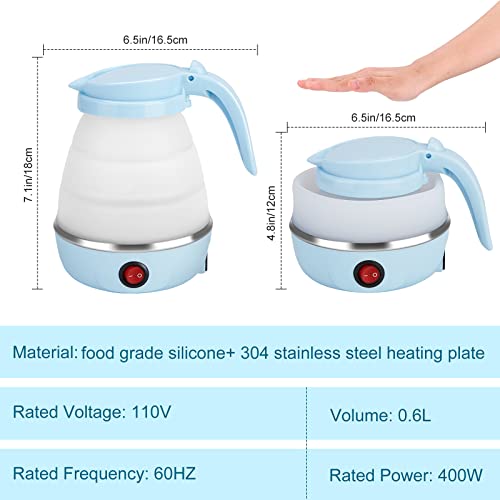 6.5in/16.5cm
7.1in/18cm
6.5in/16.5cm
4.8in/12cm
Material: food grade silicone+ 304 stainless steel heating plate
Rated Voltage: 110V
Volume: 0.6L
Rated Frequency: 60HZ
Rated Power: 400W